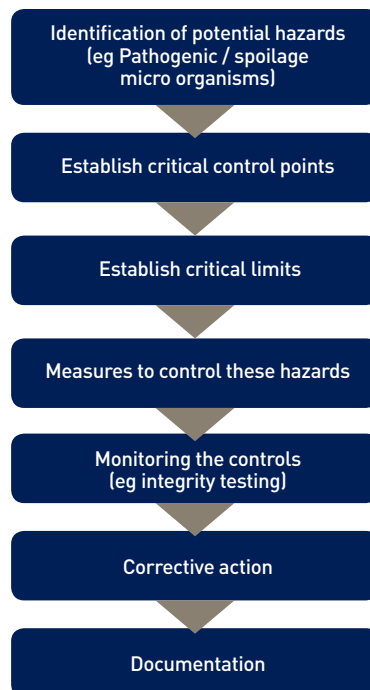 Identification of potential hazards
(eg Pathogenic / spoilage
micro organisms)
Establish critical control points
Establish critical limits
Measures to control these hazards
Monitoring the controls
(eg integrity testing)
Corrective action
Documentation